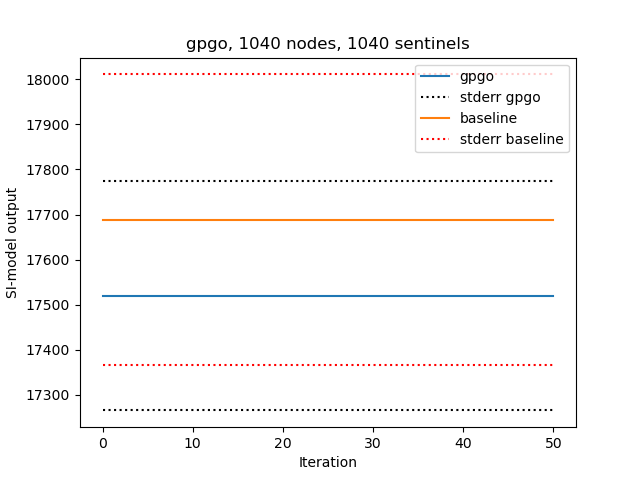 gpgo, 1040 nodes, 1040 sentinels
gpgo
stderr gpgo
baseline
stderr baseline
SI-model output
18000
17900
17800
17700
17600
17500
17400
17300
0 10 20 30 40 50
Iteration